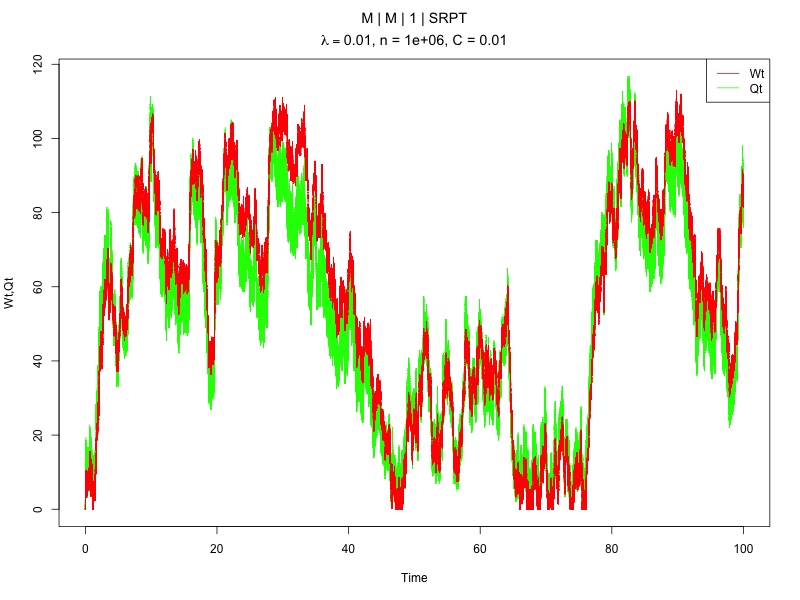 M | M | 1 | SRPT
λ = 0.01, n = 1e+06, C = 0.01
Wt
Qt
Wt,Qt
120
100
80
60
40
20
0
0 20 40 60 80 100
Time